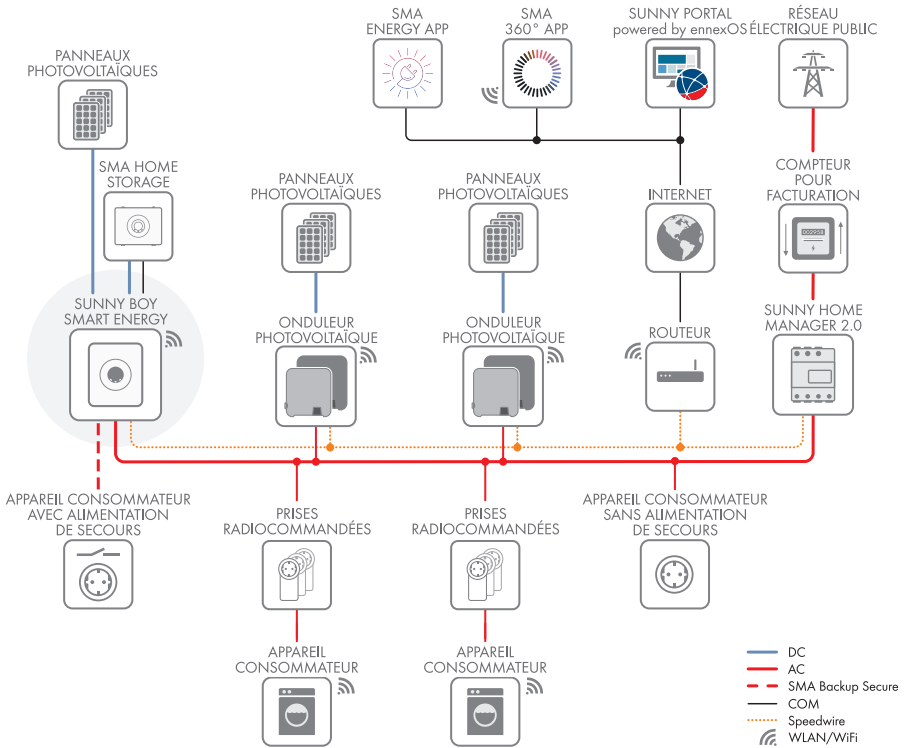 SMA
ENERGY APP
SMA
360° APP
SUNNY PORTAL
powered by ennexOS
RÉSEAU
ÉLECTRIQUE PUBLIC
PANNEAUX
PHOTOVOLTAÏQUES
SMA HOME
STORAGE
PANNEAUX
PHOTOVOLTAÏQUES
PANNEAUX
PHOTOVOLTAÏQUES
INTERNET
COMPTEUR
POUR
FACTURATION
SUNNY BOY
SMART ENERGY
ONDULEUR
PHOTOVOLTAÏQUE
ONDULEUR
PHOTOVOLTAÏQUE
ROUTEUR
SUNNY HOME
MANAGER 2.0
APPAREIL CONSOMMATEUR
AVEC ALIMENTATION
DE SECOURS
PRISES
RADIOCOMMANDÉES
PRISES
RADIOCOMMANDÉES
APPAREIL CONSOMMATEUR
SANS ALIMENTATION
DE SECOURS
APPAREIL
CONSOMMATEUR
APPAREIL
CONSOMMATEUR
DC
AC
SMA Backup Secure
COM
Speedwire
WLAN/WiFi